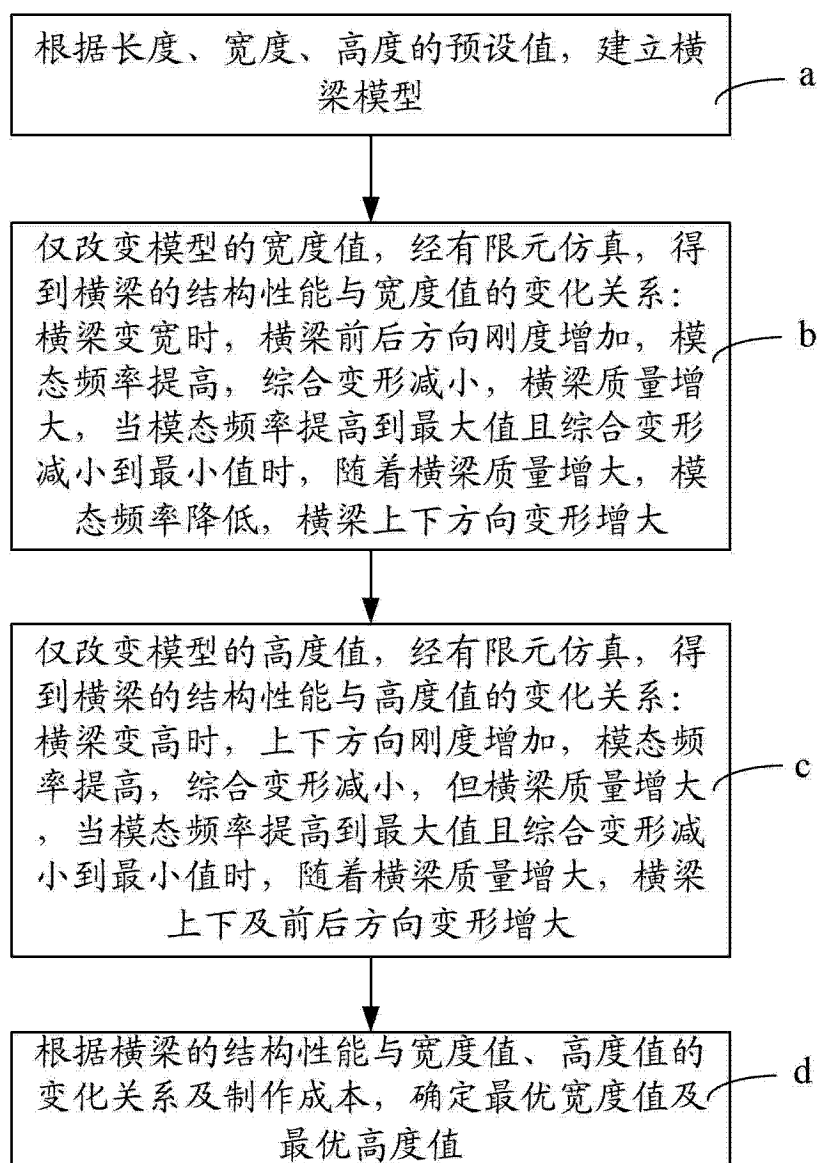 根据长度、宽度、高度的预设值，建立横
梁模型
a
仅改变模型的宽度值，经有限元仿真，得
到横梁的结构性能与宽度值的变化关系：
横梁变宽时，横梁前后方向刚度增加，模
态频率提高，综合变形减小，横梁质量增
大，当模态频率提高到最大值且综合变形
减小到最小值时，随着横梁质量增大，模
态频率降低，横梁上下方向变形增大
b
仅改变模型的高度值，经有限元仿真，得
到横梁的结构性能与高度值的变化关系：
横梁变高时，上下方向刚度增加，模态频
率提高，综合变形减小，但横梁质量增大
，当模态频率提高到最大值且综合变形减
小到最小值时，随着横梁质量增大，横梁
上下及前后方向变形增大
c
根据横梁的结构性能与宽度值、高度值的
变化关系及制作成本，确定最优宽度值及
最优高度值
d